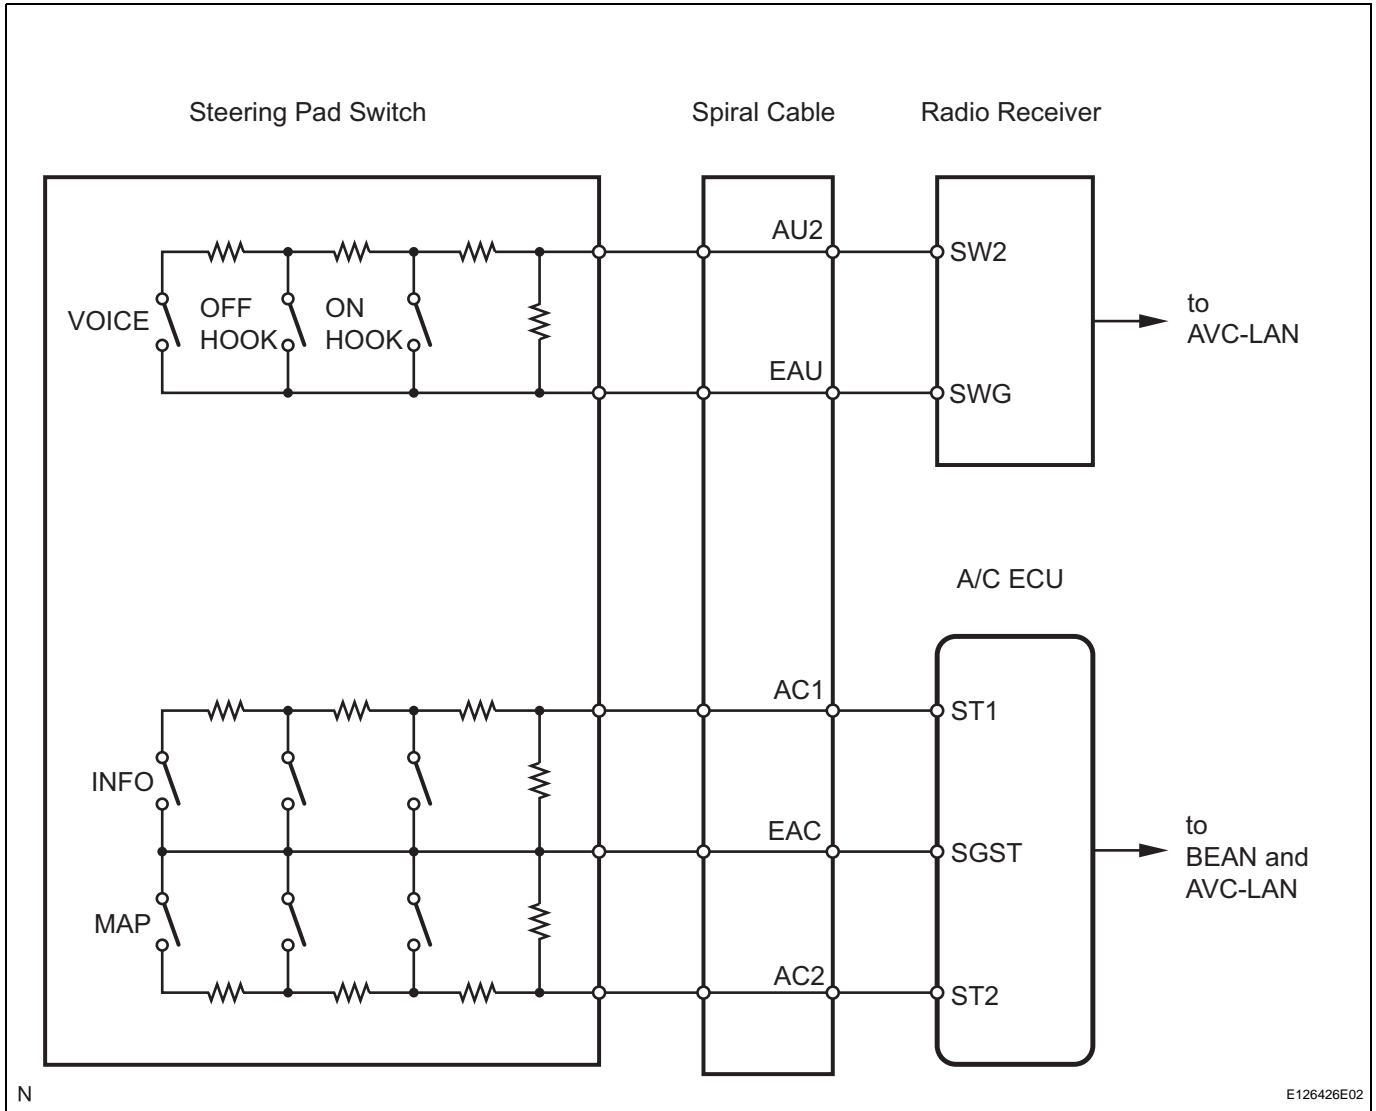 Steering Pad Switch
Spiral Cable
Radio Receiver
VOICE
OFF
HOOK
ON
HOOK
AU2
EAU
SW2
SWG
to
AVC-LAN
A/C ECU
INFO
MAP
AC1
EAC
AC2
ST1
SGST
ST2
to
BEAN and
AVC-LAN
N
E126426E02